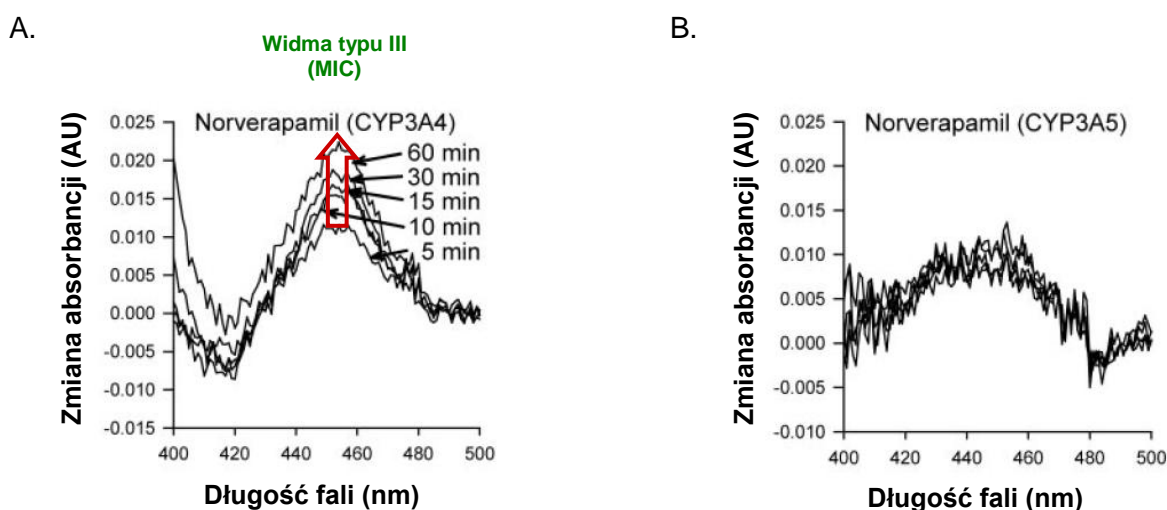 A.
Widma typu III
(MIC)
Zmiana absorbancji (AU)
0.025
0.020
0.015
0.010
0.005
0.000
-0.005
-0.010
-0.015
Norverapamil (CYP3A4)
60 min
30 min
15 min
10 min
5 min
400 420 440 460 480 500
Długość fali (nm)
B.
Zmiana absorbancji (AU)
0.025
0.020
0.015
0.010
0.005
0.000
-0.005
-0.010
Norverapamil (CYP3A5)
400 420 440 460 480 500
Długość fali (nm)